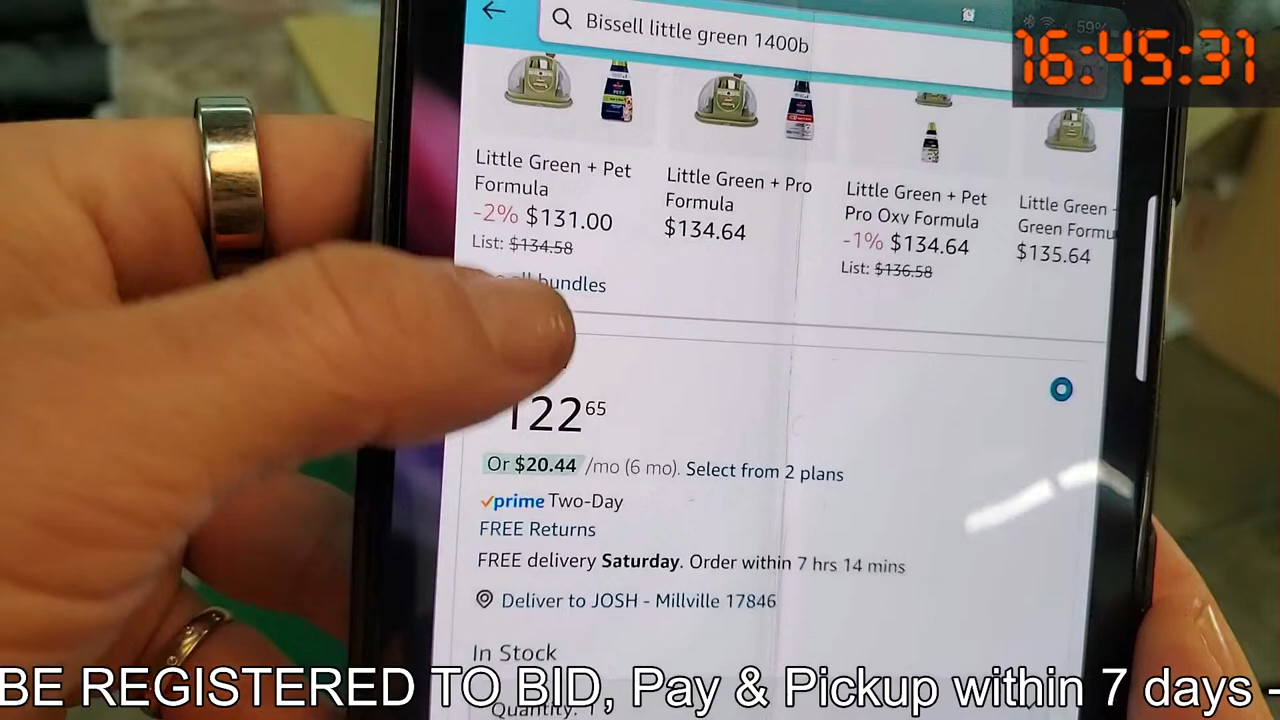 Bissell little green 1400b
59%
16:45:31
Little Green + Pet
Formula
-2% $131.00
List: $134.58
Little Green + Pro
Formula
$134.64
Little Green + Pet
Pro Oxy Formula
-1% $134.64
List: $136.58
Little Green
Green Formu
$135.64
all bundles
122 65
Or $20.44 /mo (6 mo). Select from 2 plans
prime Two-Day
FREE Returns
FREE delivery Saturday. Order within 7 hrs 14 mins
Deliver to JOSH - Millville 17846
In Stock
Quantity: 1
BE REGISTERED TO BID, Pay & Pickup within 7 days -